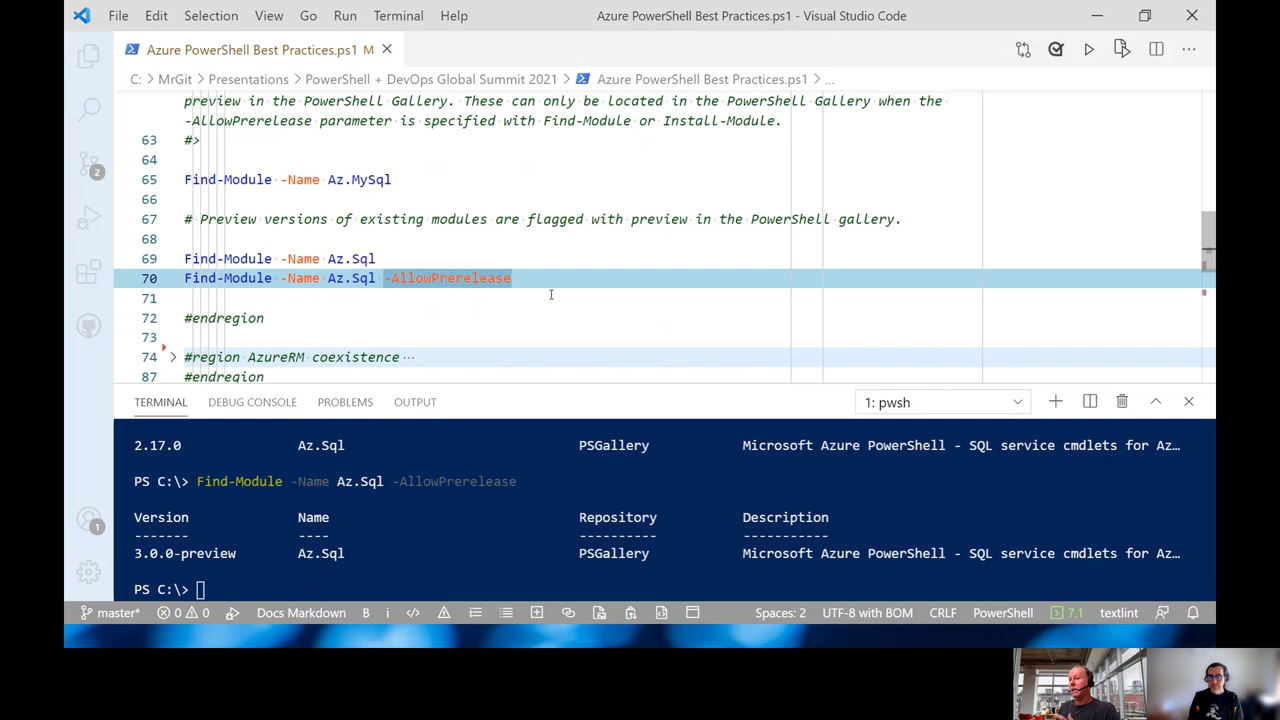 File Edit Selection View Go Run Terminal Help Azure PowerShell Best Practices.ps1 - Visual Studio Code
Azure PowerShell Best Practices.ps1 M
C: > MrGit > Presentations > PowerShell + DevOps Global Summit 2021 > Azure PowerShell Best Practices.ps1 > ...
preview in the PowerShell Gallery. These can only be located in the PowerShell Gallery when the
-AllowPrerelease parameter is specified with Find-Module or Install-Module.
63 #>
64
65 Find-Module -Name Az.MySql
66
67 # Preview versions of existing modules are flagged with preview in the PowerShell gallery.
68
69 Find-Module -Name Az.Sql
70 Find-Module -Name Az.Sql -AllowPrerelease
71
72 #endregion
73
74 #region AzureRM coexistence ···
87 #endregion
2
1
TERMINAL DEBUG CONSOLE PROBLEMS OUTPUT 1: pwsh
2.17.0 Az.Sql PSGallery Microsoft Azure PowerShell - SQL service cmdlets for Az…
PS C:\> Find-Module -Name Az.Sql -AllowPrerelease
Version Name Repository Description
------- ---- ---------- -----------
3.0.0-preview Az.Sql PSGallery Microsoft Azure PowerShell - SQL service cmdlets for Az…
PS C:\>
master* 0 0 Docs Markdown B i Spaces: 2 UTF-8 with BOM CRLF PowerShell 7.1 textlint